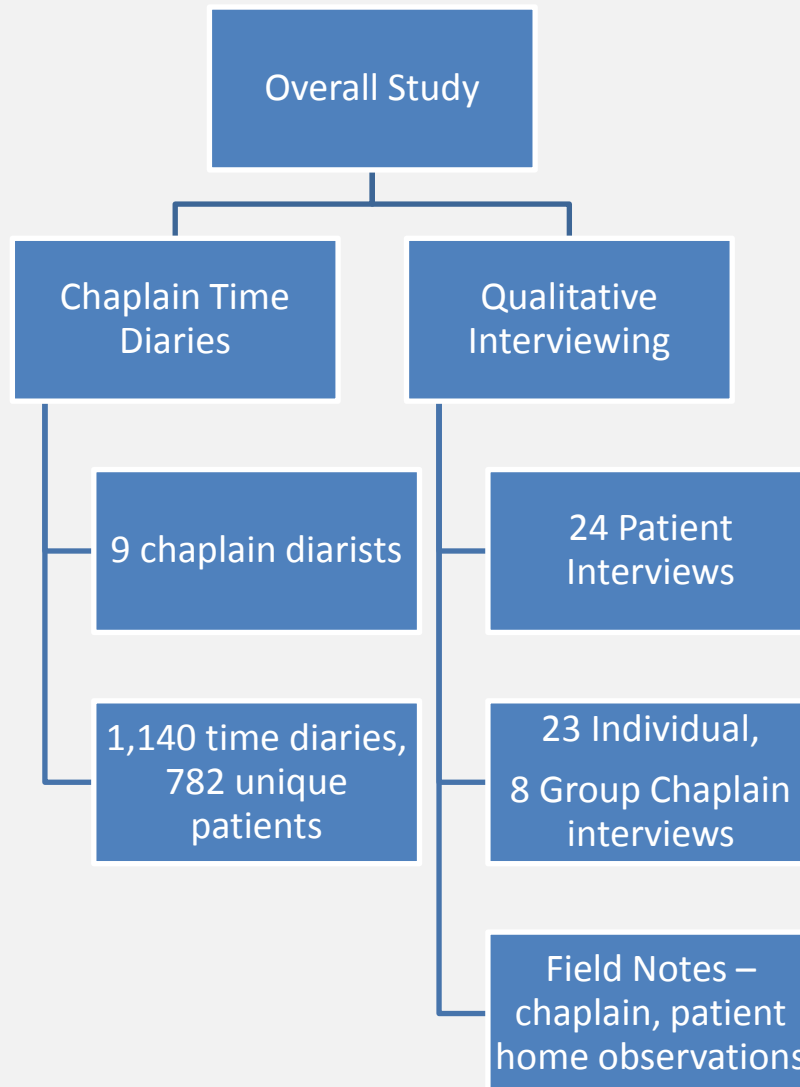 Overall Study
Chaplain Time
Diaries
Qualitative
Interviewing
9 chaplain diarists
24 Patient
Interviews
1,140 time diaries,
782 unique
patients
23 Individual,
8 Group Chaplain
interviews
Field Notes –
chaplain, patient
home observations